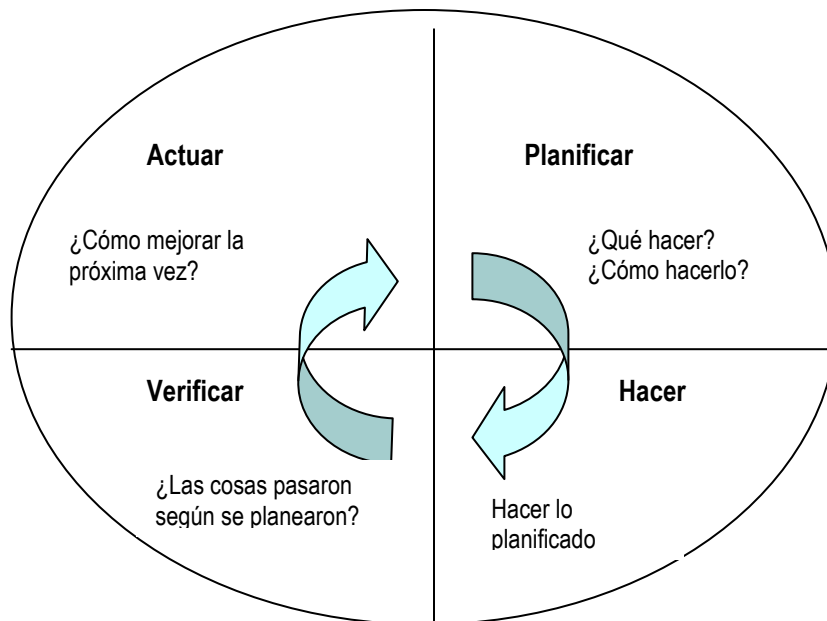 Actuar
¿Cómo mejorar la
próxima vez?
Planificar
¿Qué hacer?
¿Cómo hacerlo?
Verificar
¿Las cosas pasaron
según se planearon?
Hacer
Hacer lo
planificado